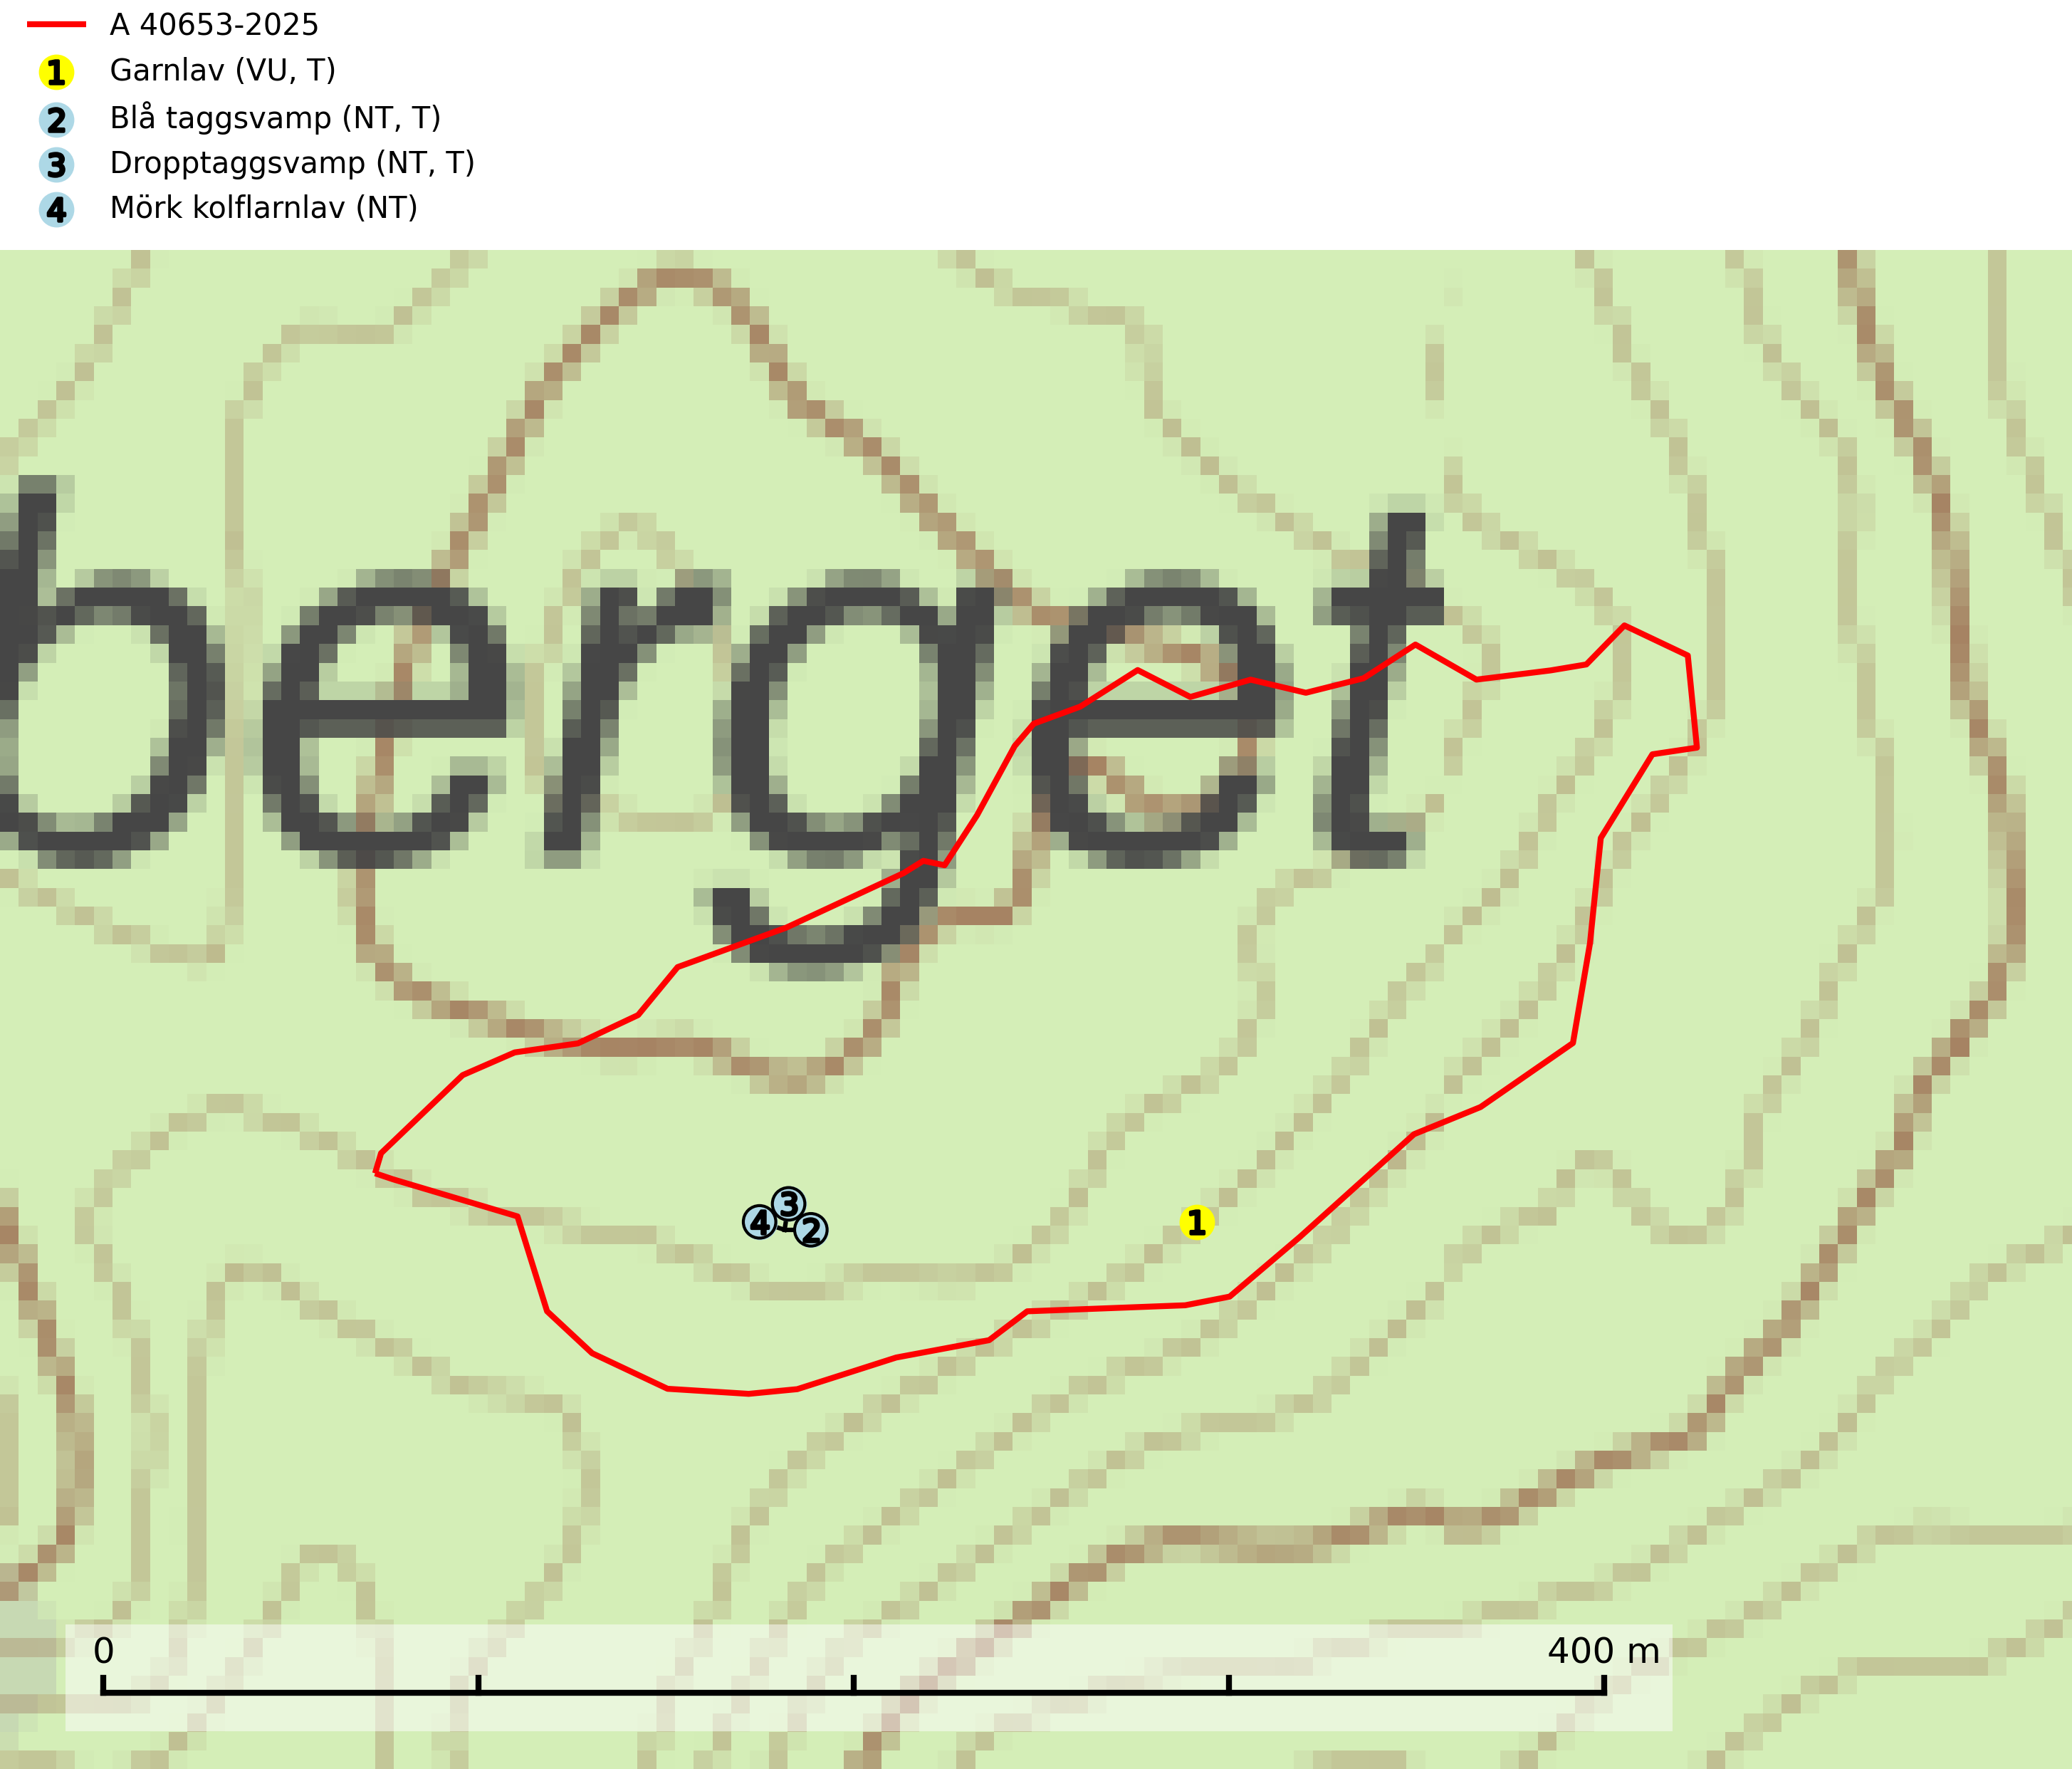 A 40653-2025
1 Garnlav (VU, T)
2 Blå taggsvamp (NT, T)
3 Dropptaggsvamp (NT, T)
4 Mörk kolflarnlav (NT)
berget
3
4
2
1
0 400 m